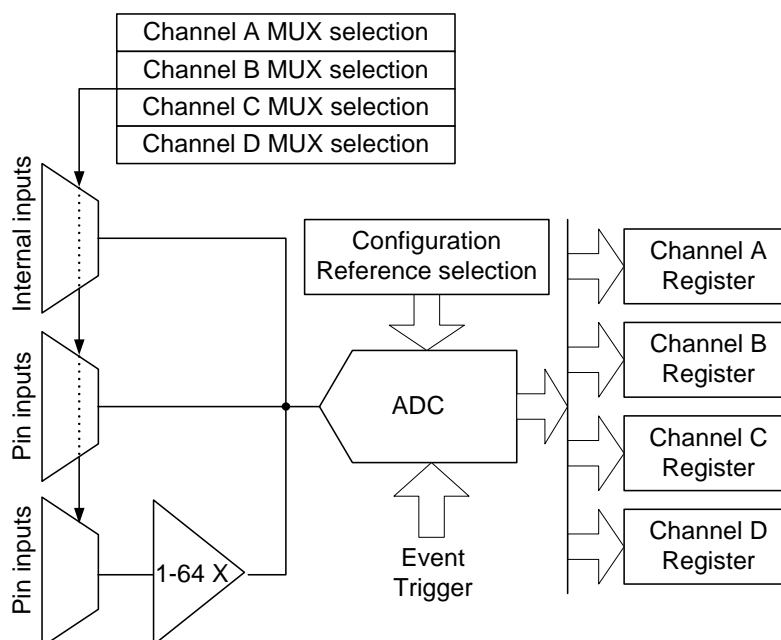 Channel A MUX selection
Channel B MUX selection
Channel C MUX selection
Channel D MUX selection
Internal inputs
Pin inputs
Pin inputs
1-64 X
Configuration
Reference selection
ADC
Event
Trigger
Channel A
Register
Channel B
Register
Channel C
Register
Channel D
Register